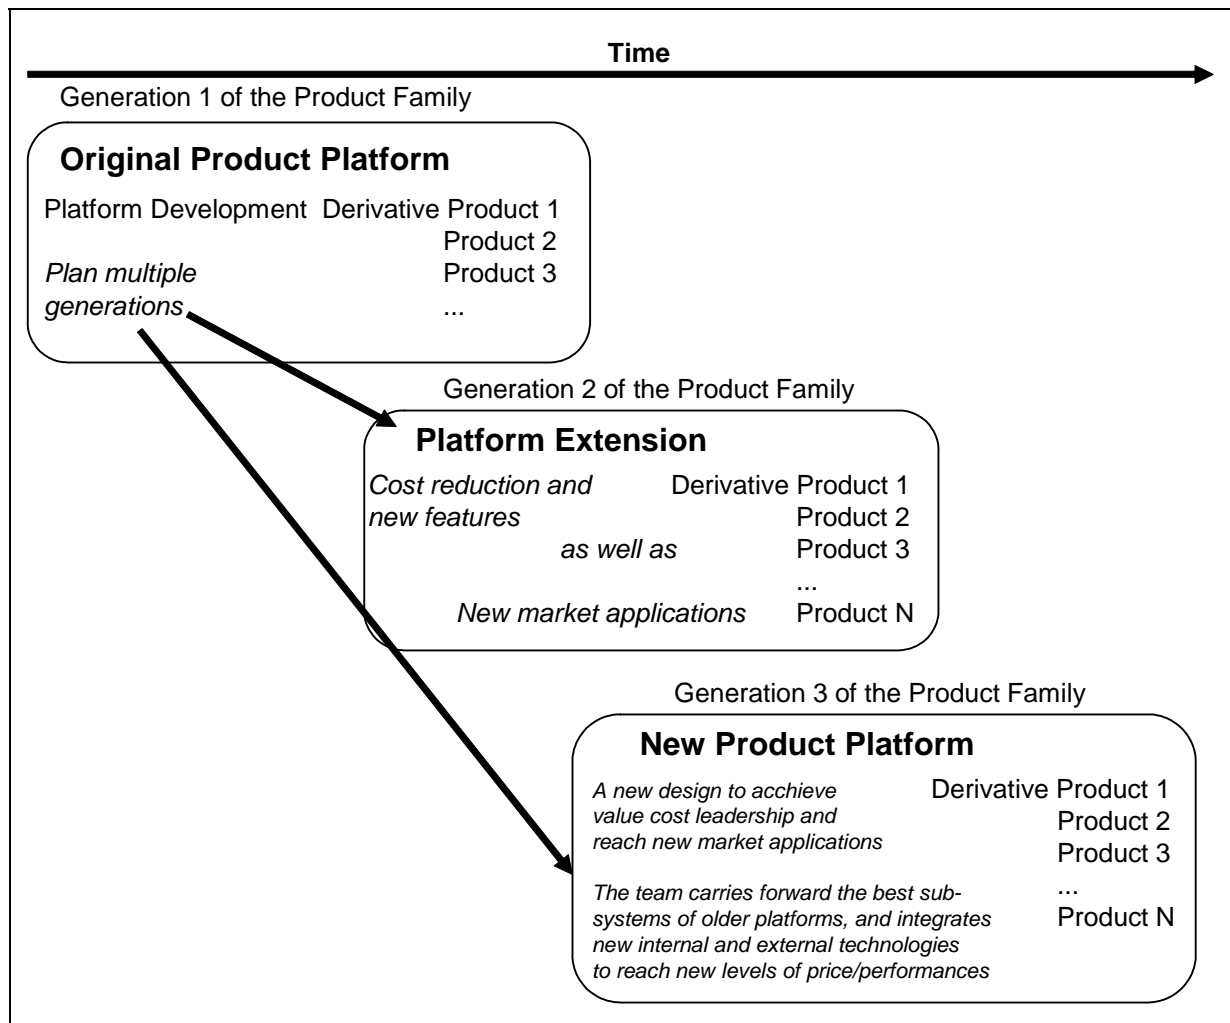 Time
Generation 1 of the Product Family
Original Product Platform
Platform Development Derivative Product 1
Product 2
Plan multiple Product 3
generations ...
Generation 2 of the Product Family
Platform Extension
Cost reduction and Derivative Product 1
new features Product 2
as well as Product 3
...
New market applications Product N
Generation 3 of the Product Family
New Product Platform
A new design to acchieve Derivative Product 1
value cost leadership and Product 2
reach new market applications Product 3
...
The team carries forward the best sub-
systems of older platforms, and integrates Product N
new internal and external technologies
to reach new levels of price/performances